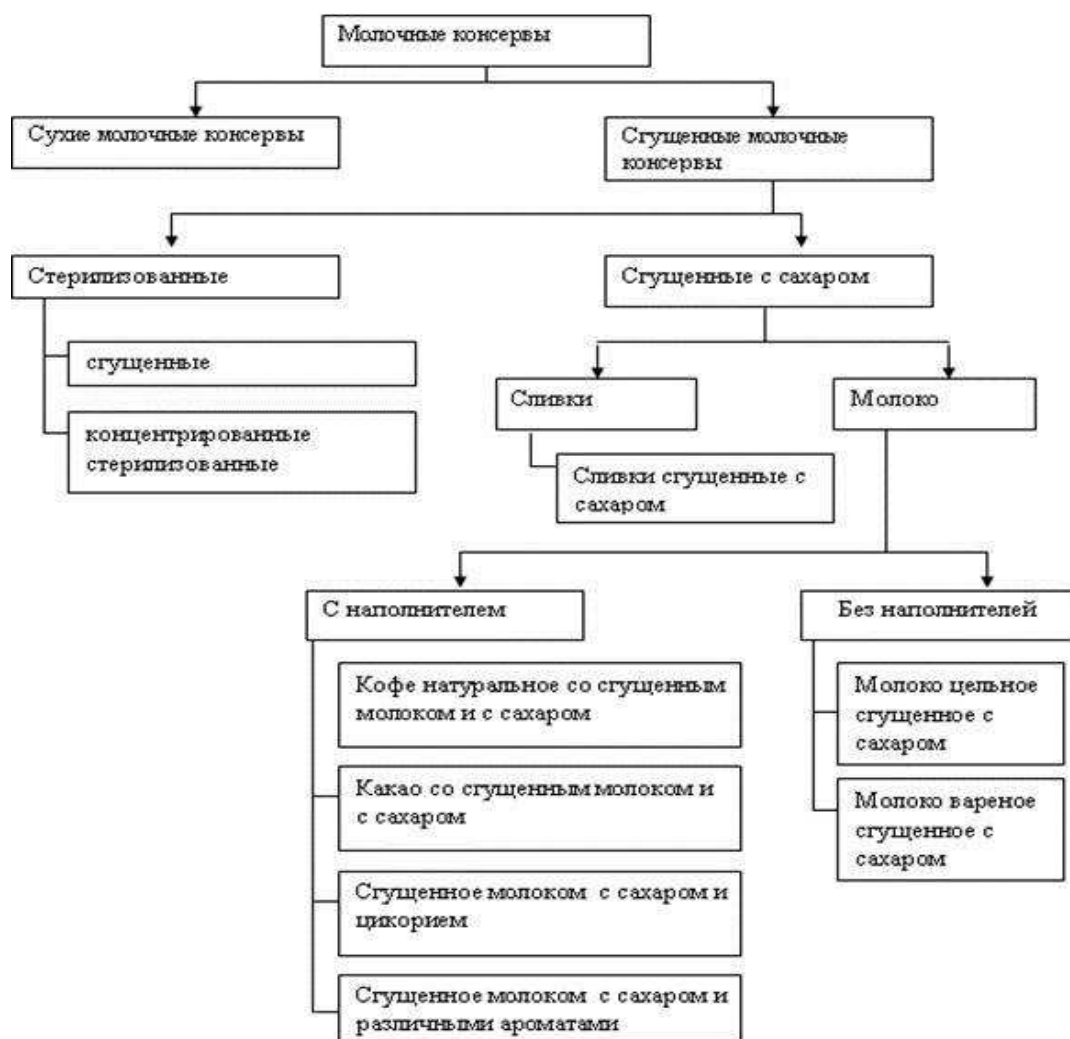 Молочные консервы
Сухие молочные консервы
Сгущенные молочные
консервы
Стерилизованные
Сгущенные с сахаром
сгущенные
концентрированные
стерилизованные
Сливки
Молоко
Сливки сгущенные с
сахаром
С наполнителем
Без наполнителей
Кофе натуральное со сгущенным
молоком и с сахаром
Какао со сгущенным молоком и
с сахаром
Сгущенное молоком с сахаром и
цикорием
Сгущенное молоком с сахаром и
различными ароматами
Молоко цельное
сгущенное с
сахаром
Молоко вареное
сгущенное с
сахаром